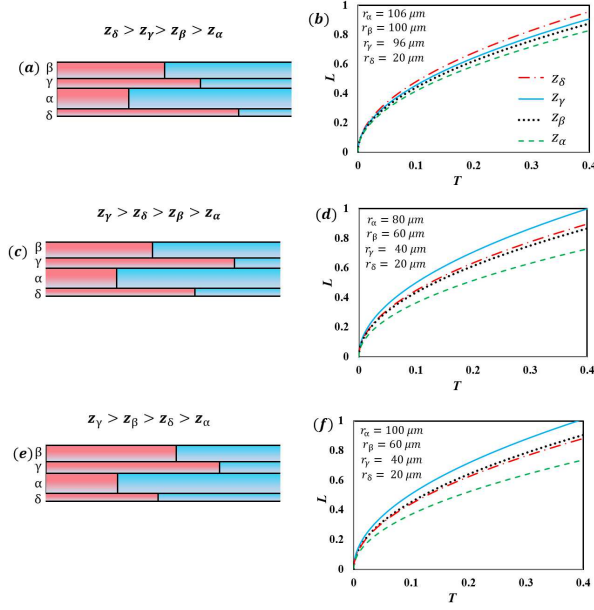 z_δ > z_γ > z_β > z_α
(a)
β
γ
α
δ
(b)
r_α = 106 μm
r_β = 100 μm
r_γ = 96 μm
r_δ = 20 μm
z_δ
z_γ
z_β
z_α
L
1
0.8
0.6
0.4
0.2
0
0 0.1 0.2 0.3 0.4
T
z_γ > z_δ > z_β > z_α
(c)
β
γ
α
δ
(d)
r_α = 80 μm
r_β = 60 μm
r_γ = 40 μm
r_δ = 20 μm
L
1
0.8
0.6
0.4
0.2
0
0 0.1 0.2 0.3 0.4
T
z_γ > z_β > z_δ > z_α
(e)
β
γ
α
δ
(f)
r_α = 100 μm
r_β = 60 μm
r_γ = 40 μm
r_δ = 20 μm
L
1
0.8
0.6
0.4
0.2
0
0 0.1 0.2 0.3 0.4
T